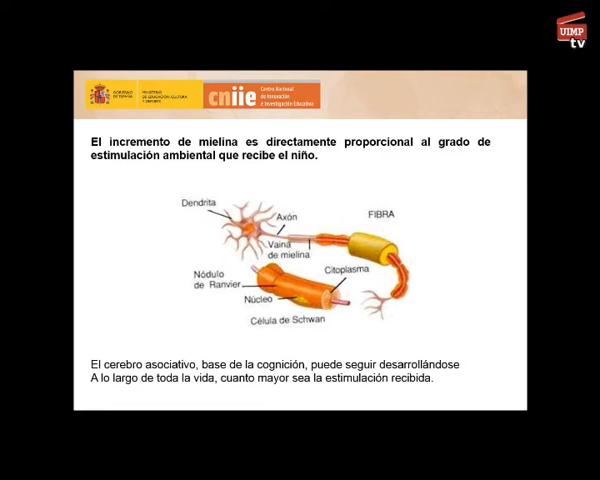 UIMP
tv
GOBIERNO
DE ESPAÑA
MINISTERIO
DE EDUCACIÓN, CULTURA
Y DEPORTE
cniie
Centro Nacional
de Innovación
e Investigación Educativa
El incremento de mielina es directamente proporcional al grado de
estimulación ambiental que recibe el niño.
Dendrita
Axón
FIBRA
Vaina
de mielina
Citoplasma
Nódulo
de Ranvier
Núcleo
Célula de Schwan
El cerebro asociativo, base de la cognición, puede seguir desarrollándose
A lo largo de toda la vida, cuanto mayor sea la estimulación recibida.